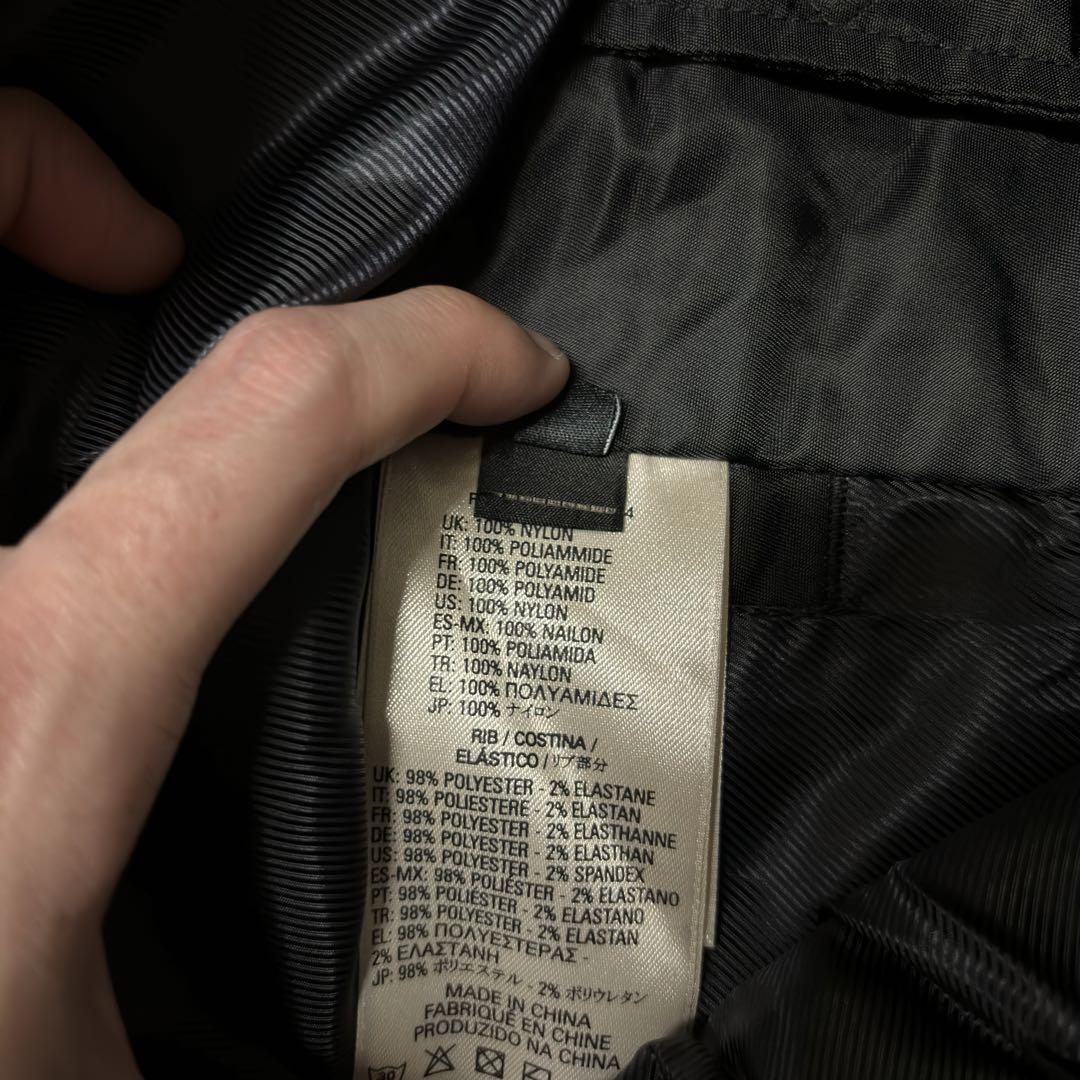 UK: 100% NYLON
IT: 100% POLIAMMIDE
FR: 100% POLYAMIDE
DE: 100% POLYAMID
US: 100% NYLON
ES-MX: 100% NAILON
PT: 100% POLIAMIDA
TR: 100% NAYLON
EL: 100% ΠΟΛΥΑΜΙΔΕΣ
JP: 100% ナイロン
RIB / COSTINA /
ELÁSTICO / リブ部分
UK: 98% POLYESTER - 2% ELASTANE
IT: 98% POLIESTERE - 2% ELASTAN
FR: 98% POLYESTER - 2% ELASTHANNE
DE: 98% POLYESTER - 2% ELASTHAN
US: 98% POLYESTER - 2% SPANDEX
ES-MX: 98% POLIÉSTER - 2% ELASTANO
PT: 98% POLIÉSTER - 2% ELASTANO
TR: 98% POLYESTER - 2% ELASTAN
EL: 98% ΠΟΛΥΕΣΤΕΡΑΣ -
2% ΕΛΑΣΤΑΝΗ
JP: 98% ポリエステル - 2% ポリウレタン
MADE IN CHINA
FABRIQUÉ EN CHINE
PRODUZIDO NA CHINA
30